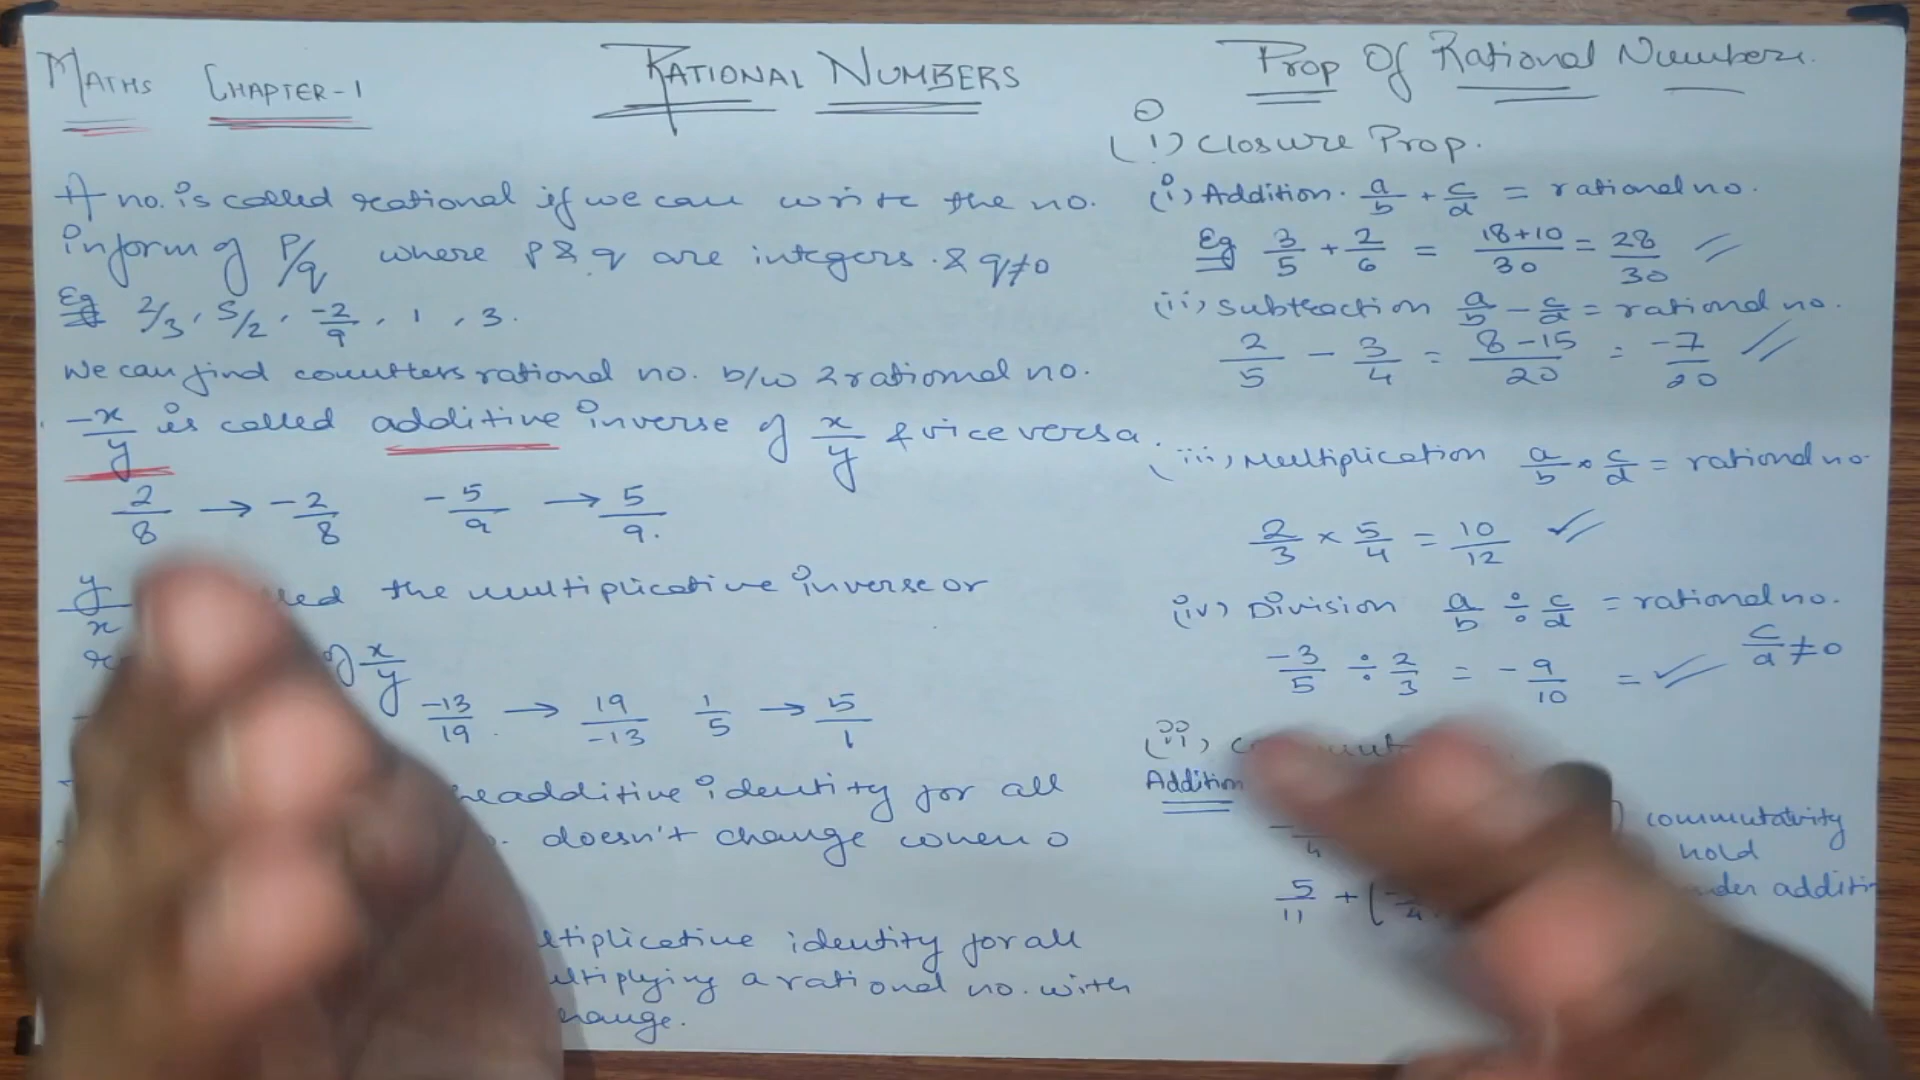 MATHS CHAPTER-1
RATIONAL NUMBERS
A no. is called rational if we can write the no.
in form of P/q where p & q are integers. & q≠0
Eg 2/3, 5/2, -2/9, 1, 3.
We can find rational no. b/w 2 rational no.
-x/y is called additive inverse of x/y & vice versa.
2/8 → -2/8 -5/9 → 5/9.
y/x the multiplicative inverse or
of x/y
-13/19 → 19/-13 1/5 → 5/1
additive identity for all
doesn't change when 0
identity for all
a rational no. with
Prop Of Rational Numbers.
(i) Closure Prop.
(i) Addition. a/b + c/d = rational no.
Eg 3/5 + 2/6 = 18+10/30 = 28/30
(ii) Subtraction a/b - c/d = rational no.
2/5 - 3/4 = 8-15/20 = -7/20
(iii) Multiplication a/b × c/d = rational no.
2/3 × 5/4 = 10/12 ✓
(iv) Division a/b ÷ c/d = rational no.
c/d ≠ 0
-3/5 ÷ 2/3 = -9/10 = ✓
(ii)
Addition
commutativity
hold
5/11 + (